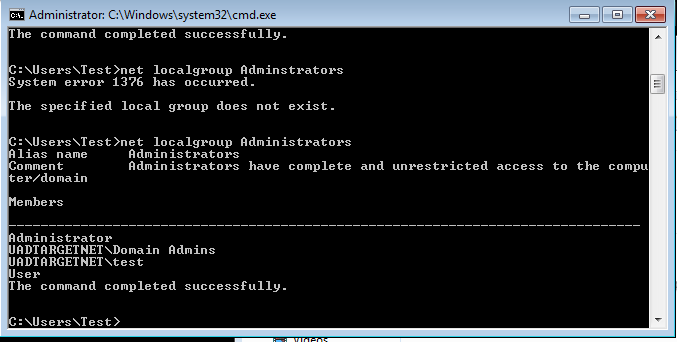 Administrator: C:\Windows\system32\cmd.exe
The command completed successfully.
C:\Users\Test>net localgroup Adminstrators
System error 1376 has occurred.
The specified local group does not exist.
C:\Users\Test>net localgroup Administrators
Alias name     Administrators
Comment        Administrators have complete and unrestricted access to the compu
ter/domain
Members
-------------------------------------------------------------------------------
Administrator
UADTARGETNET\Domain Admins
UADTARGETNET\test
User
The command completed successfully.
C:\Users\Test>
Videos